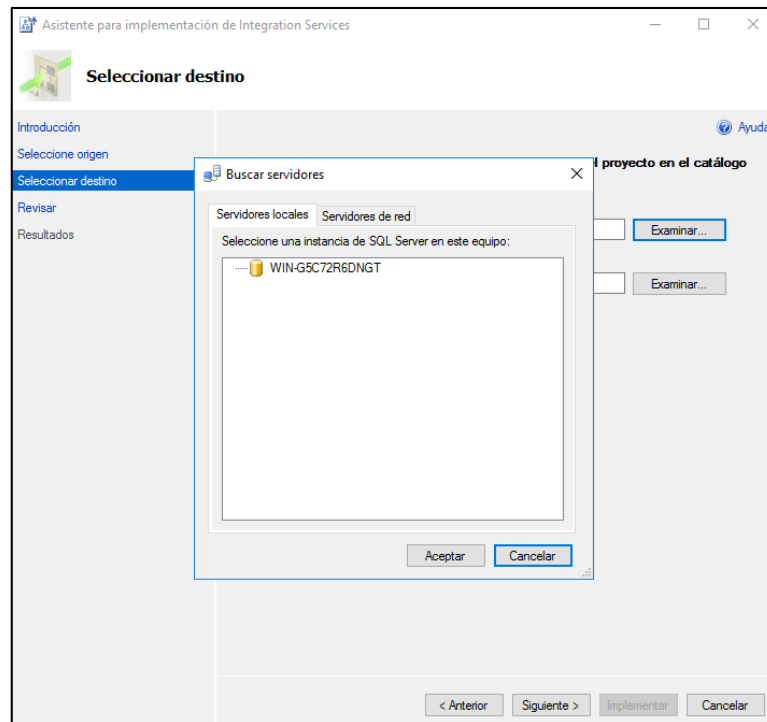 Asistente para implementación de Integration Services
Seleccionar destino
Introducción
Seleccione origen
Seleccionar destino
Revisar
Resultados
Ayuda
proyecto en el catálogo
Examinar...
Examinar...
Buscar servidores
Servidores locales
Servidores de red
Seleccione una instancia de SQL Server en este equipo:
WIN-G5C72R6DNGT
Aceptar
Cancelar
< Anterior
Siguiente >
Implementar
Cancelar